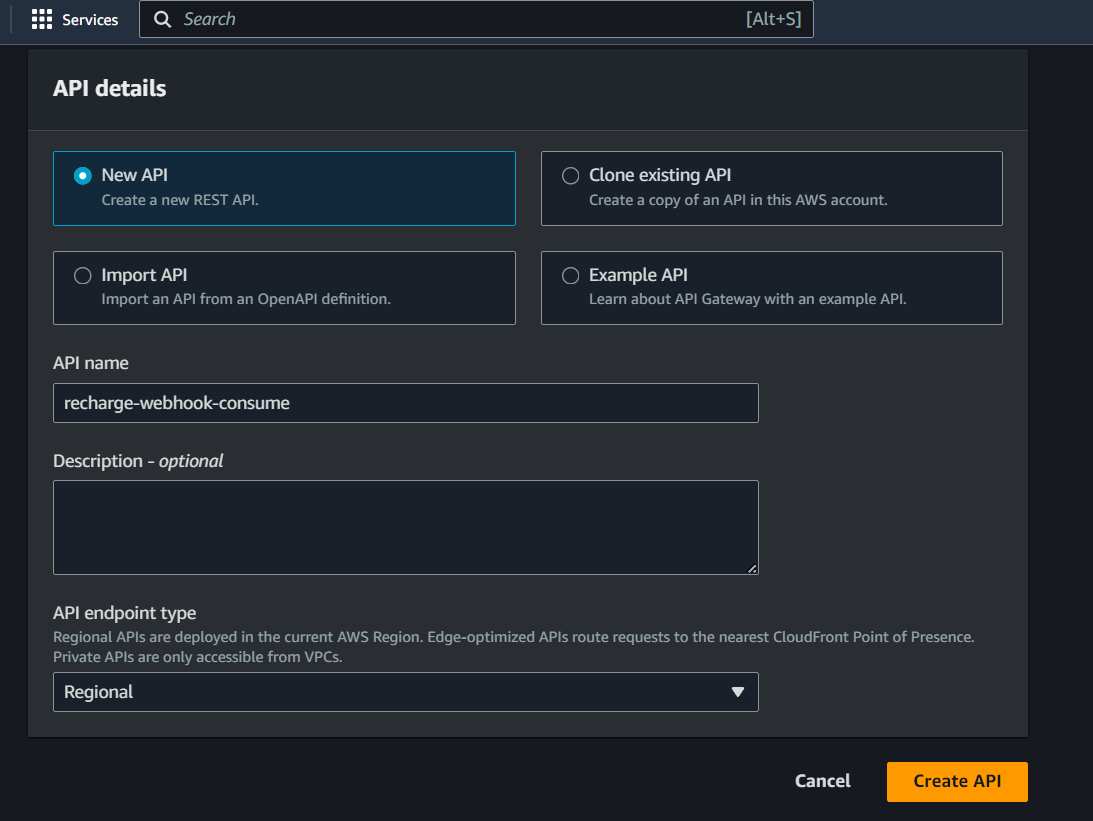 Services
Search
[Alt+S]
API details
New API
Create a new REST API.
Clone existing API
Create a copy of an API in this AWS account.
Import API
Import an API from an OpenAPI definition.
Example API
Learn about API Gateway with an example API.
API name
recharge-webhook-consume
Description - optional
API endpoint type
Regional APIs are deployed in the current AWS Region. Edge-optimized APIs route requests to the nearest CloudFront Point of Presence.
Private APIs are only accessible from VPCs.
Regional
Cancel
Create API